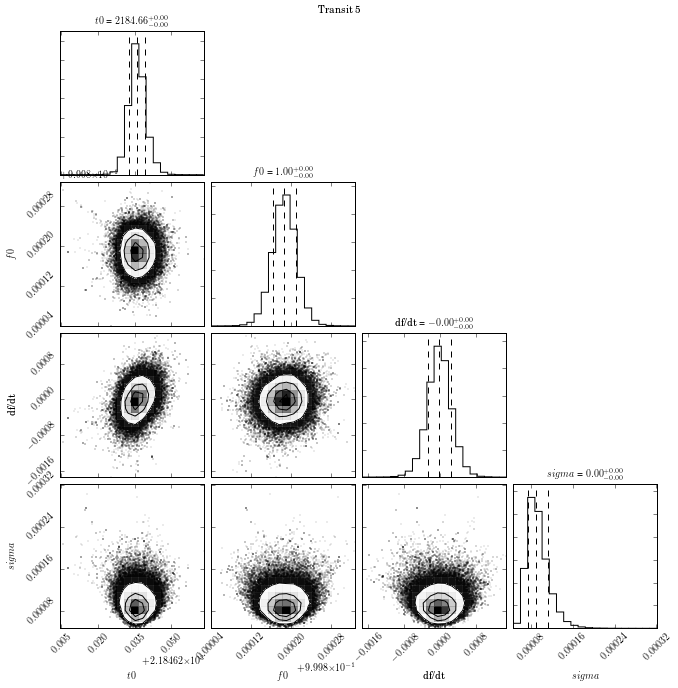 Transit 5
t0 = 2184.66+0.00−0.00
f0 = 1.00+0.00−0.00
f0
0.00028
0.00020
0.00012
0.00004
df/dt = −0.00+0.00−0.00
df/dt
0.0008
0.0000
−0.0008
−0.0016
sigma = 0.00+0.00−0.00
sigma
0.00032
0.00024
0.00016
0.00008
0.005 0.020 0.035 0.050
0.00004 0.00012 0.00020 0.00028
−0.0016 −0.0008 0.0000 0.0008
0.00008 0.00016 0.00024 0.00032
+9.998×10−1
t0 f0 df/dt sigma